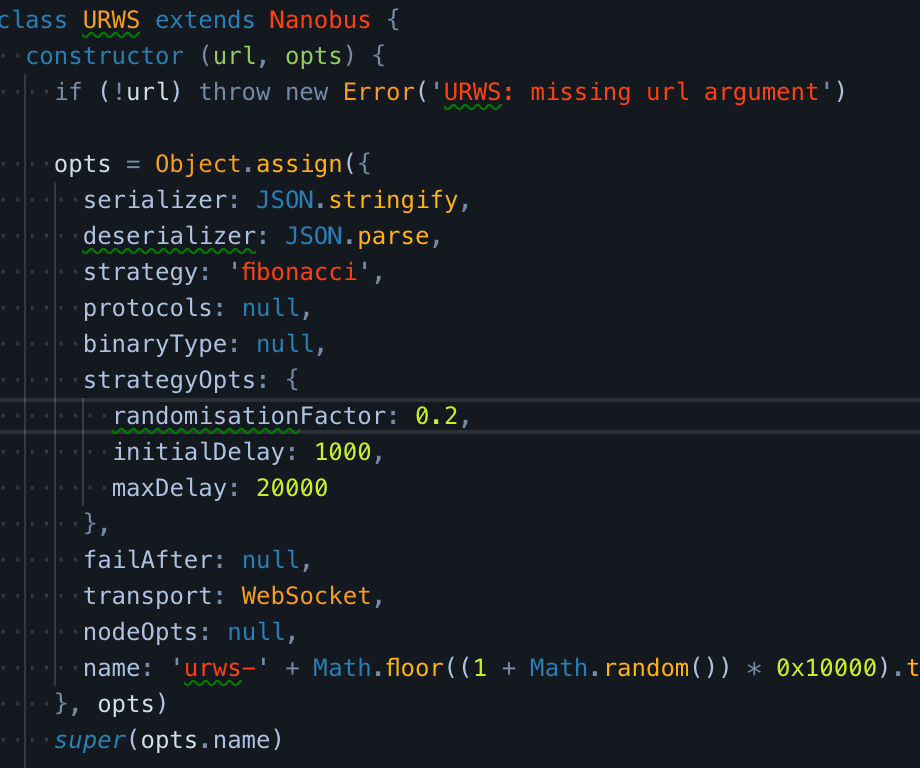 class URWS extends Nanobus {
constructor (url, opts) {
if (!url) throw new Error('URWS: missing url argument')
opts = Object.assign({
serializer: JSON.stringify,
deserializer: JSON.parse,
strategy: 'fibonacci',
protocols: null,
binaryType: null,
strategyOpts: {
randomisationFactor: 0.2,
initialDelay: 1000,
maxDelay: 20000
},
failAfter: null,
transport: WebSocket,
nodeOpts: null,
name: 'urws-' + Math.floor((1 + Math.random()) * 0x10000).t
}, opts)
super(opts.name)